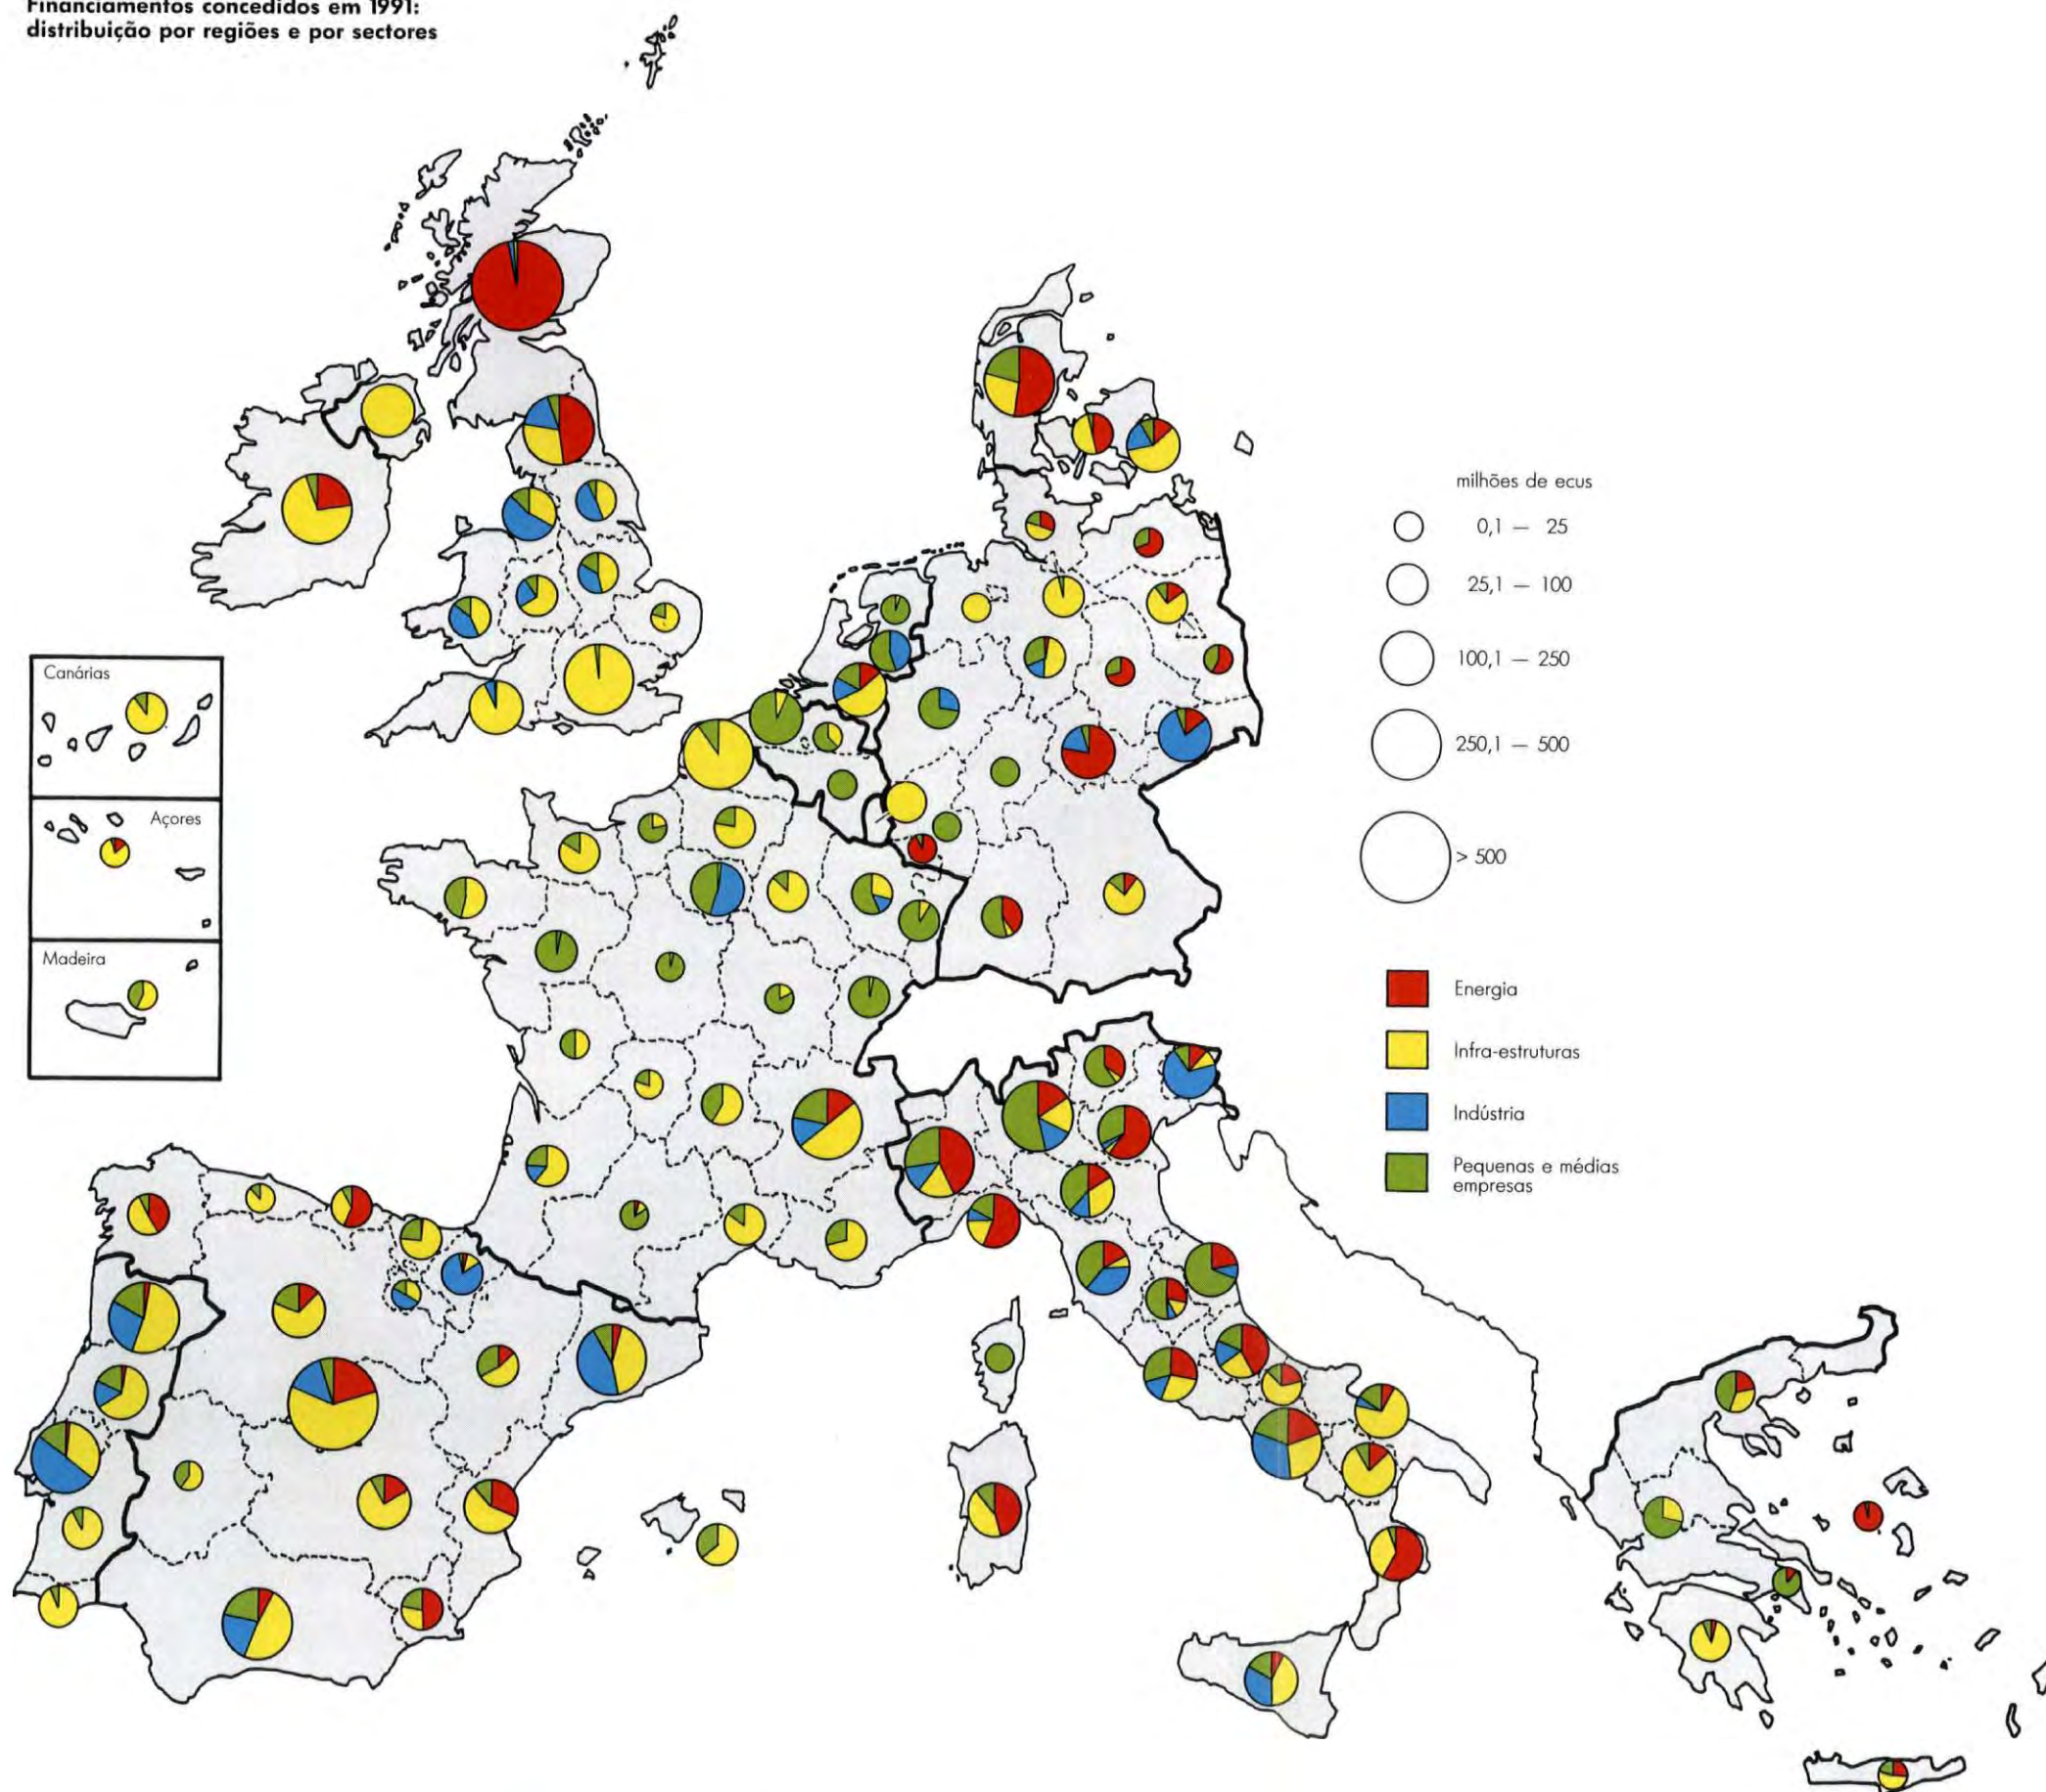 Financiamentos concedidos em 1991:
distribuição por regiões e por sectores
milhões de ecus
0,1 — 25
25,1 — 100
100,1 — 250
250,1 — 500
> 500
Canárias
Açores
Madeira
Energia
Infra-estruturas
Indústria
Pequenas e médias
empresas